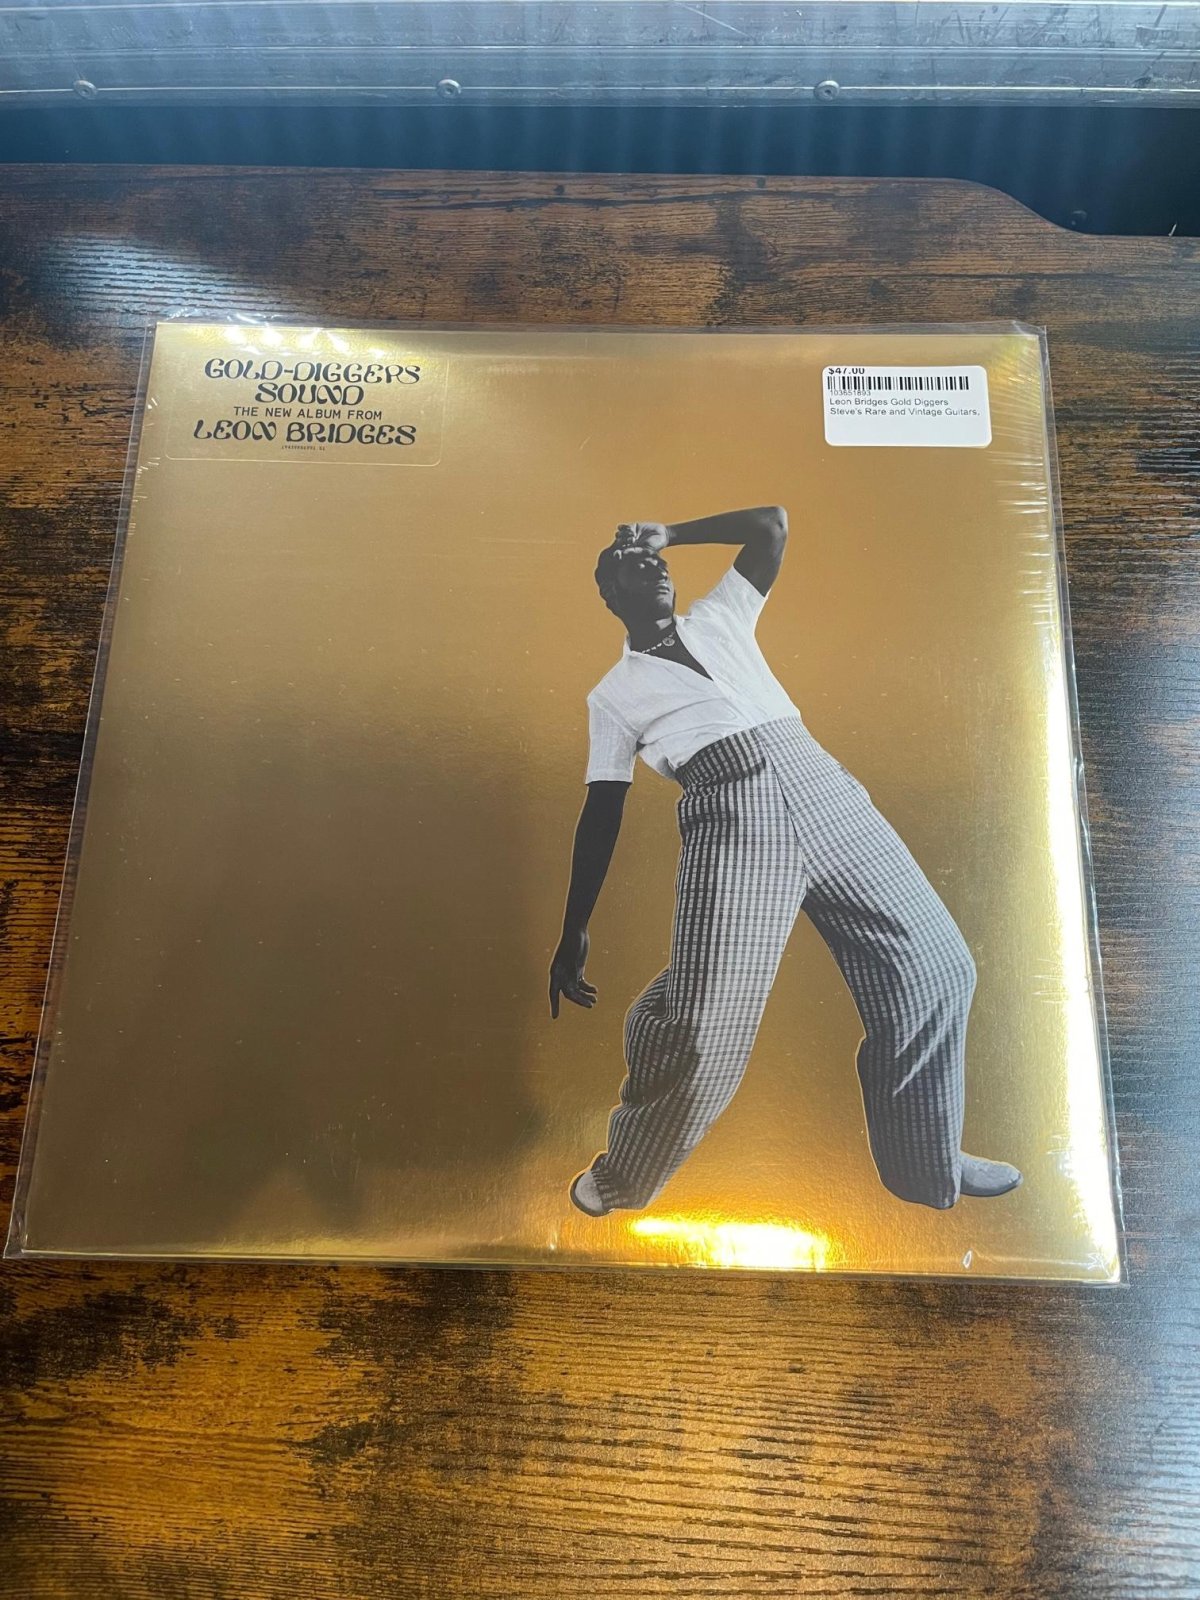 GOLD-DIGGERS
SOUND
THE NEW ALBUM FROM
LEON BRIDGES
$47.00
103651893
Leon Bridges Gold Diggers
Steve's Rare and Vintage Guitars,